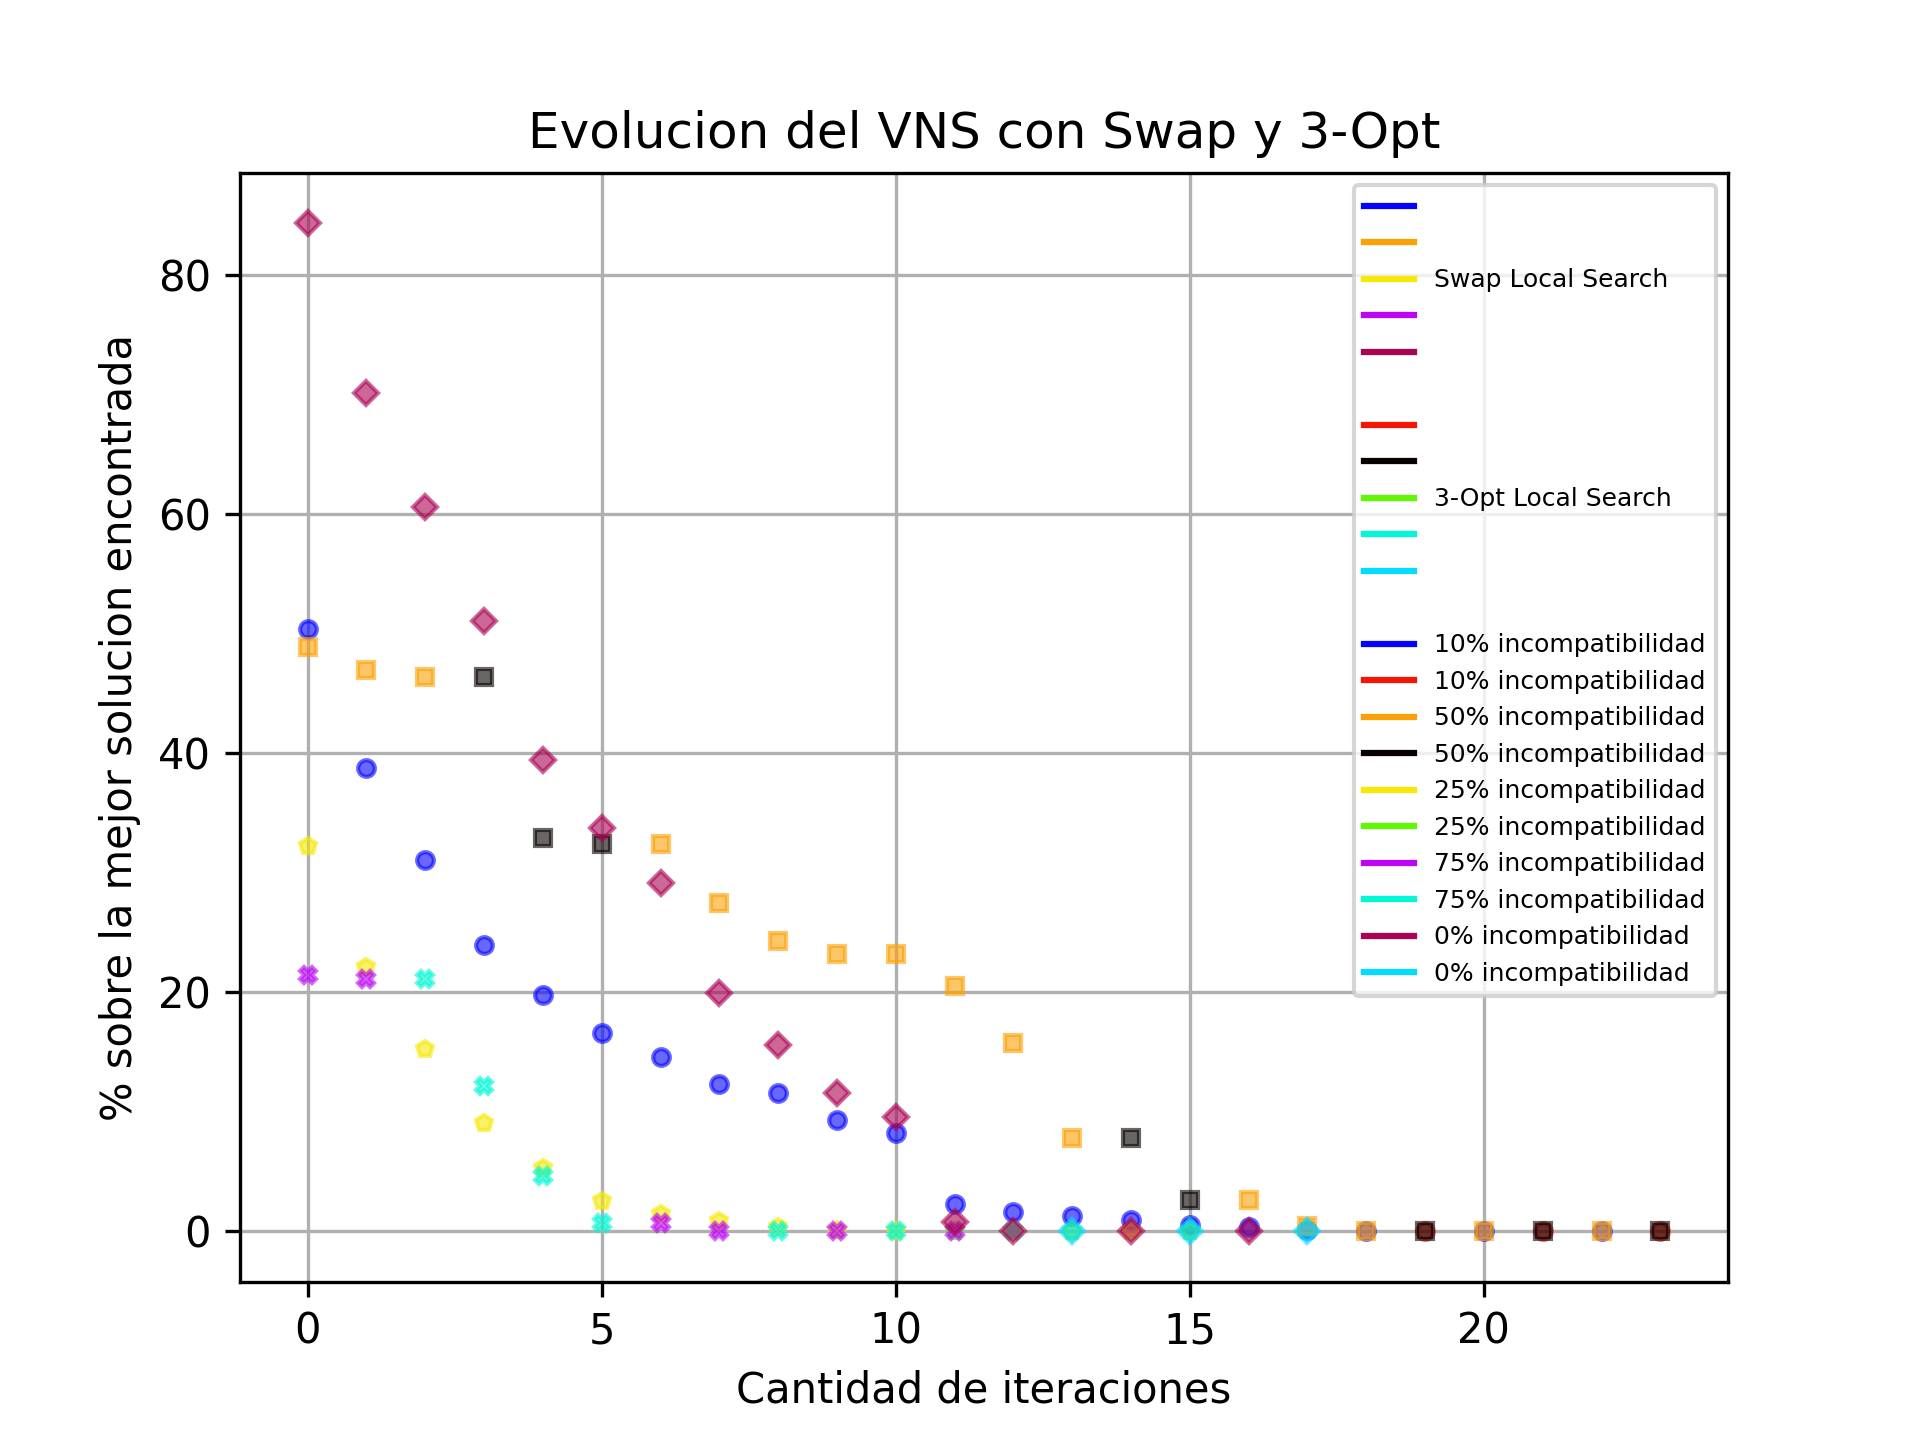 Evolucion del VNS con Swap y 3-Opt
% sobre la mejor solucion encontrada
80
60
40
20
0
0 5 10 15 20
Cantidad de iteraciones
Swap Local Search
3-Opt Local Search
10% incompatibilidad
10% incompatibilidad
50% incompatibilidad
50% incompatibilidad
25% incompatibilidad
25% incompatibilidad
75% incompatibilidad
75% incompatibilidad
0% incompatibilidad
0% incompatibilidad